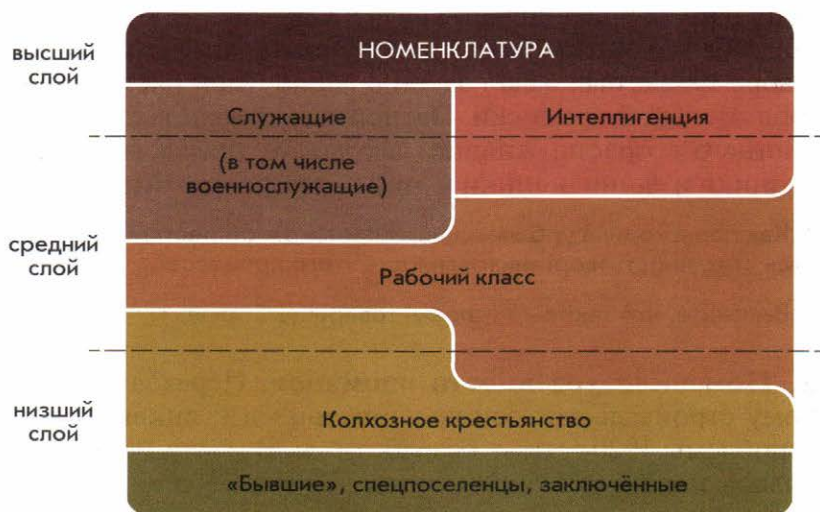 высший
слой
НОМЕНКЛАТУРА
Служащие
(в том числе
военнослужащие)
Интеллигенция
средний
слой
Рабочий класс
низший
слой
Колхозное крестьянство
«Бывшие», спецпоселенцы, заключённые